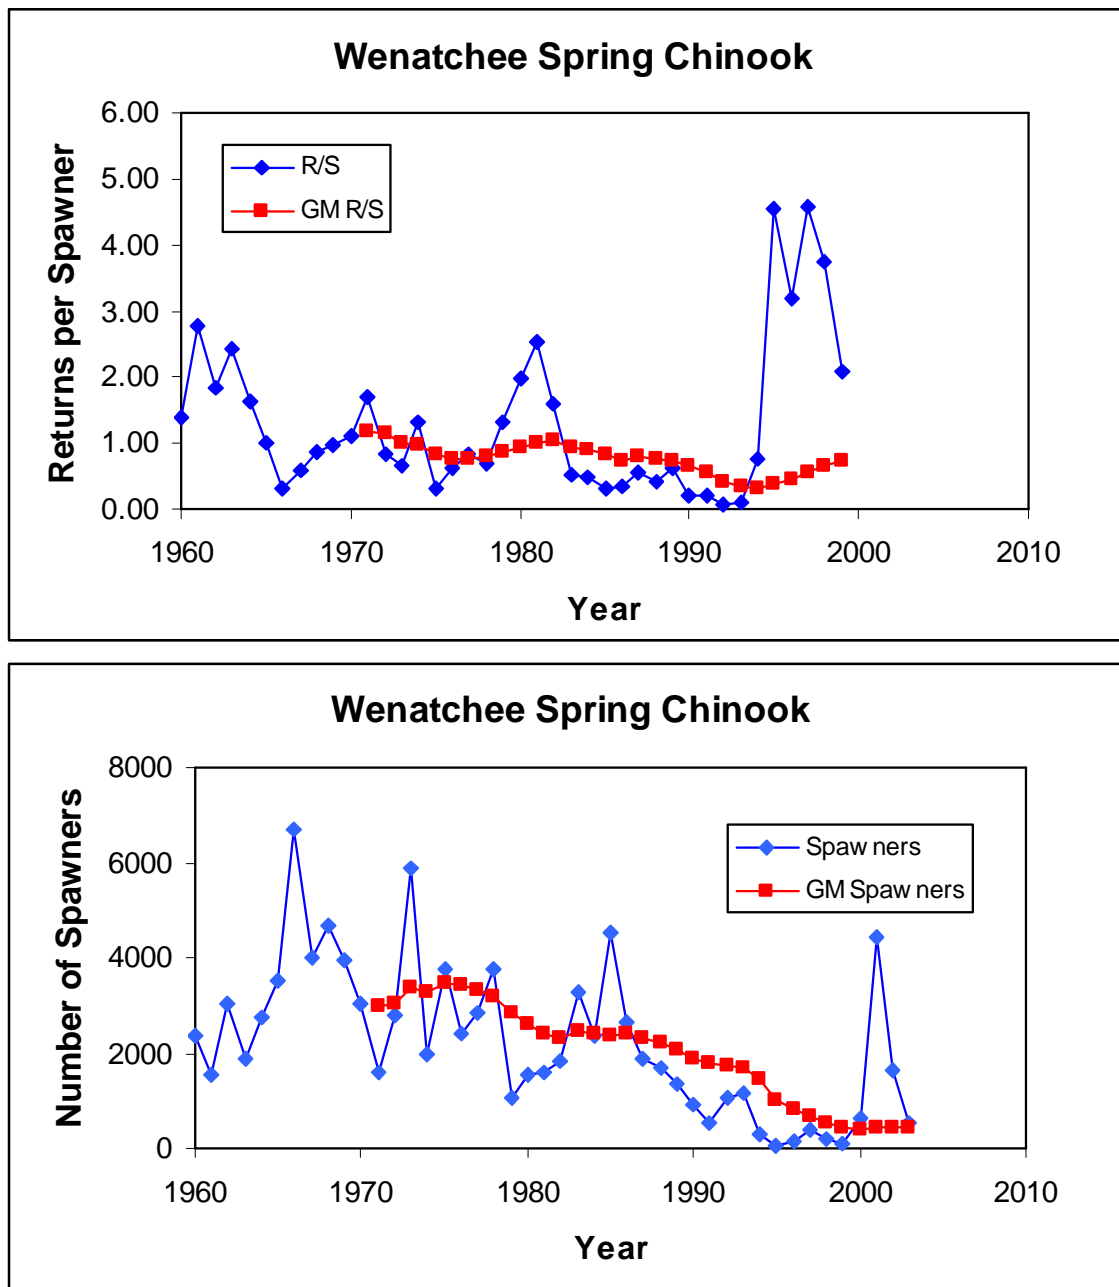 Wenatchee Spring Chinook
6.00
5.00
4.00
3.00
2.00
1.00
0.00
Returns per Spawner
R/S
GM R/S
1960 1970 1980 1990 2000 2010
Year
Wenatchee Spring Chinook
8000
6000
4000
2000
0
Number of Spawners
Spaw ners
GM Spaw ners
1960 1970 1980 1990 2000 2010
Year